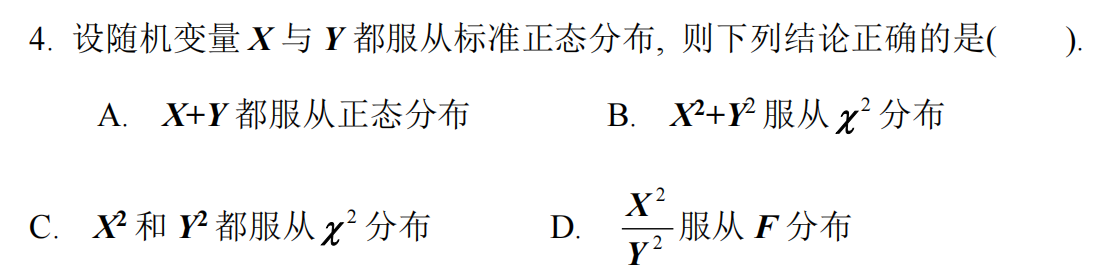 4. 设随机变量 X 与 Y 都服从标准正态分布, 则下列结论正确的是( ).
A. X+Y 都服从正态分布 B. X²+Y² 服从 χ² 分布
C. X² 和 Y² 都服从 χ² 分布 D. X²/Y² 服从 F 分布